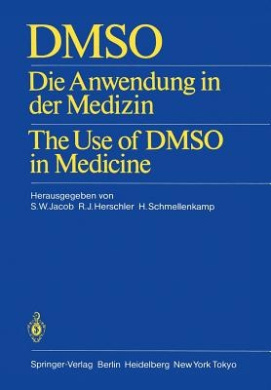 DMSO
Die Anwendung in
der Medizin
The Use of DMSO
in Medicine
Herausgegeben von
S.W.Jacob R.J.Herschler H.Schmellenkamp
Springer-Verlag Berlin Heidelberg New York Tokyo